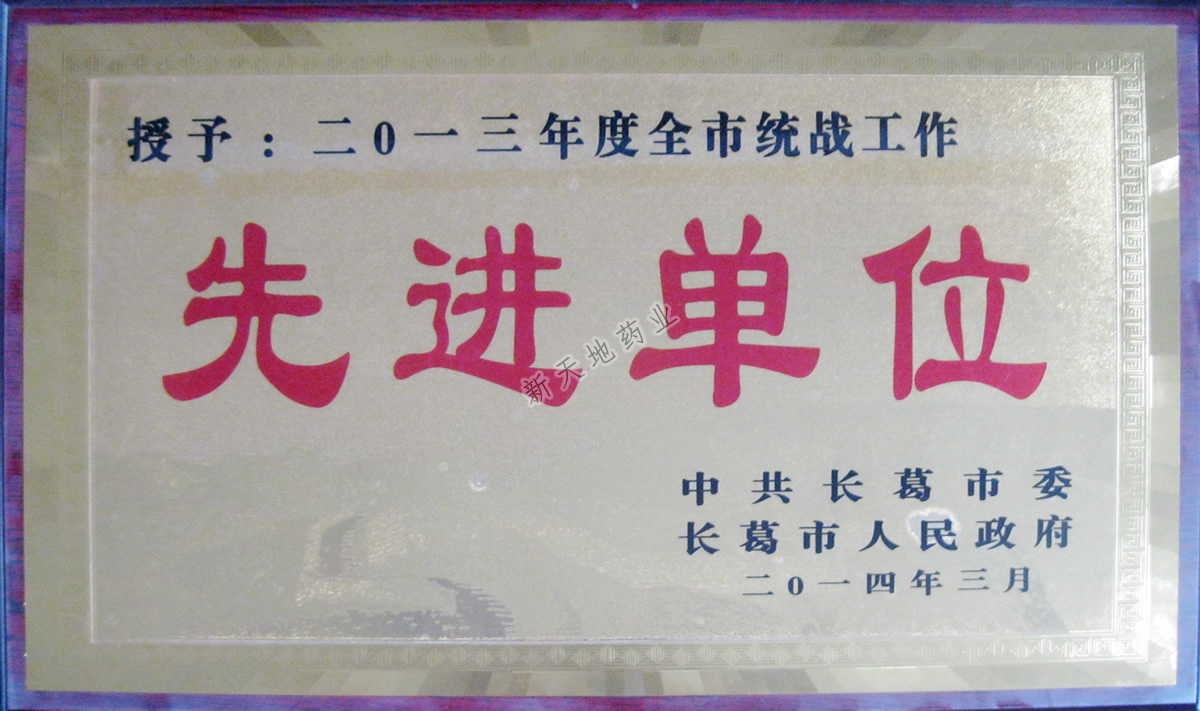 授予：二0一三年度全市统战工作
先进单位
新天地药业
中共长葛市委
长葛市人民政府
二0一四年三月